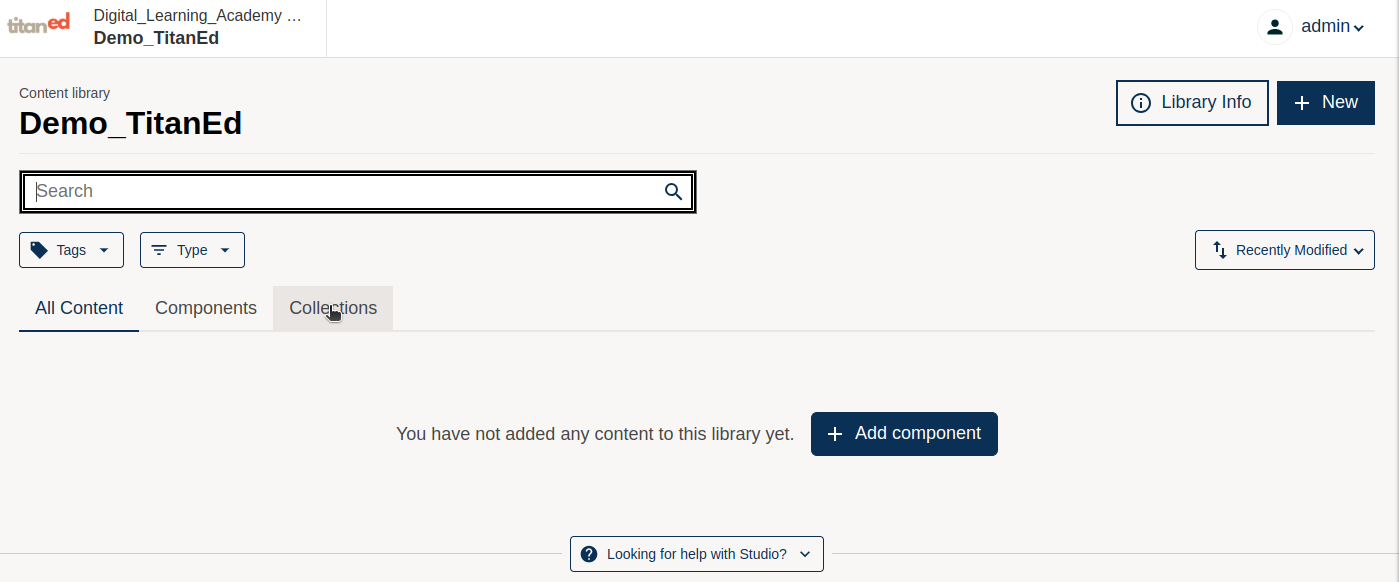 titaned
Digital_Learning_Academy ...
Demo_TitanEd
admin
Content library
Demo_TitanEd
Library Info
New
Search
Tags
Type
Recently Modified
All Content
Components
Collections
You have not added any content to this library yet.
Add component
Looking for help with Studio?